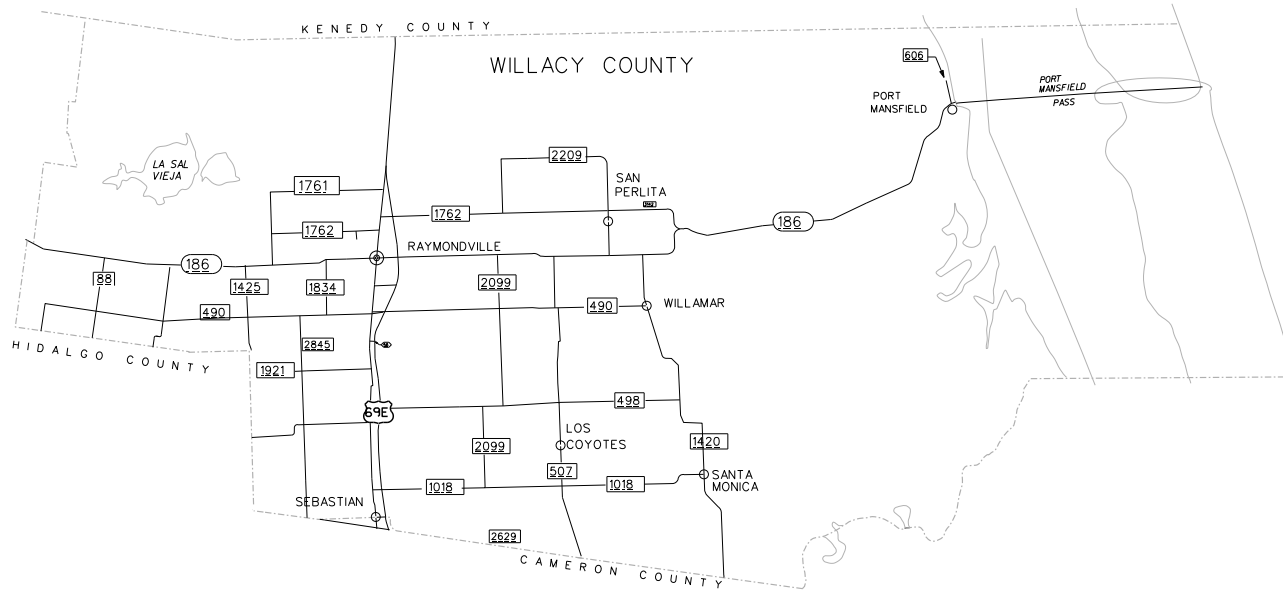 KENEDY COUNTY
WILLACY COUNTY
606
PORT
MANSFIELD
PORT
MANSFIELD
PASS
LA SAL
VIEJA
2209
1761
SAN
PERLITA
1762
1762
186
RAYMONDVILLE
186
88
1425
1834
2099
490
490
WILLAMAR
HIDALGO COUNTY
2845
1921
69E
498
LOS
COYOTES
2099
1420
507
1018
1018
SANTA
MONICA
SEBASTIAN
2629
CAMERON COUNTY